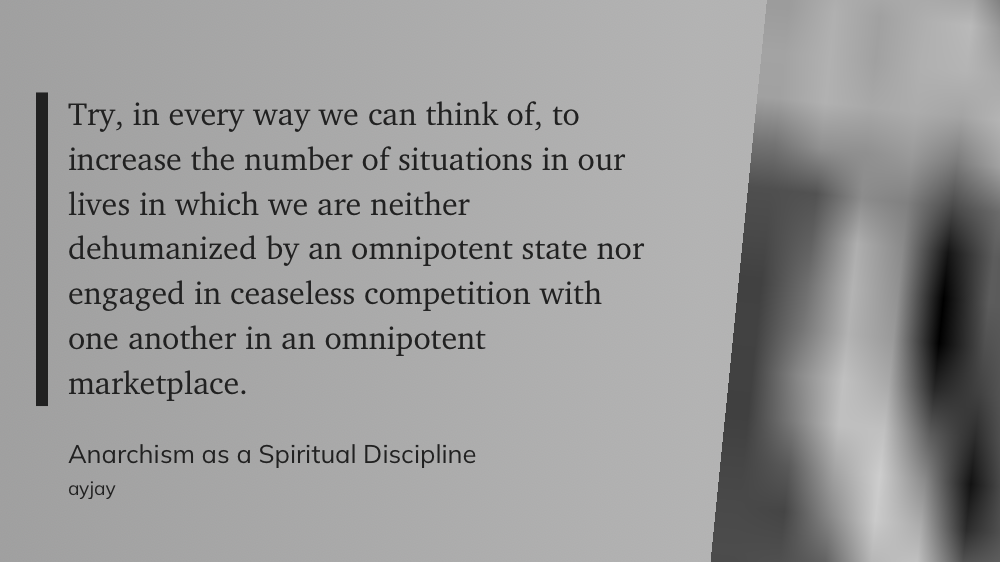 Try, in every way we can think of, to
increase the number of situations in our
lives in which we are neither
dehumanized by an omnipotent state nor
engaged in ceaseless competition with
one another in an omnipotent
marketplace.
Anarchism as a Spiritual Discipline
ayjay